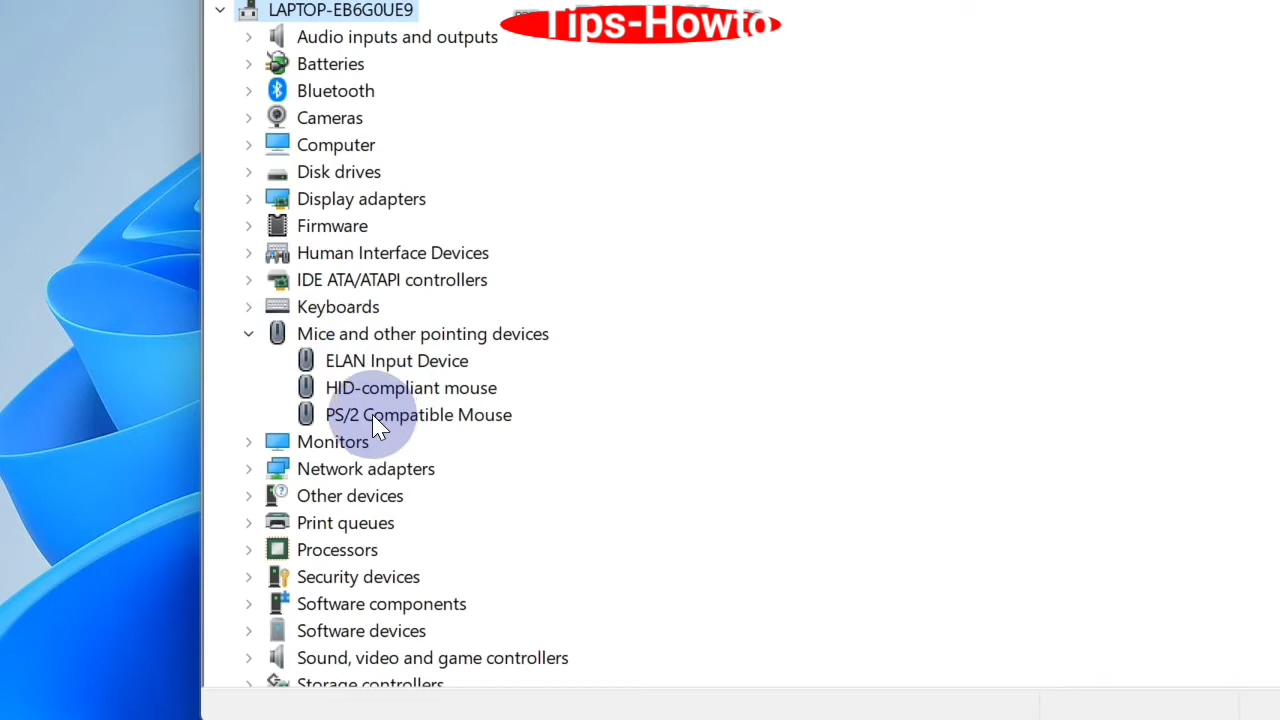 LAPTOP-EB6G0UE9
Tips-Howto
Audio inputs and outputs
Batteries
Bluetooth
Cameras
Computer
Disk drives
Display adapters
Firmware
Human Interface Devices
IDE ATA/ATAPI controllers
Keyboards
Mice and other pointing devices
ELAN Input Device
HID-compliant mouse
PS/2 Compatible Mouse
Monitors
Network adapters
Other devices
Print queues
Processors
Security devices
Software components
Software devices
Sound, video and game controllers
Storage controllers